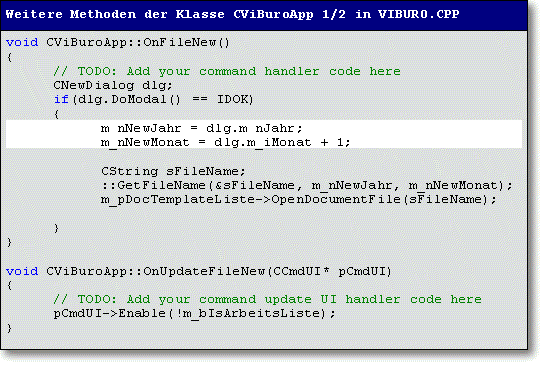 Weitere Methoden der Klasse CViBuroApp 1/2 in VIBURO.CPP
void CViBuroApp::OnFileNew()
{
// TODO: Add your command handler code here
CNewDialog dlg;
if(dlg.DoModal() == IDOK)
{
m nNewJahr = dlg.m nJahr;
m_nNewMonat = dlg.m_iMonat + 1;
CString sFileName;
::GetFileName(&sFileName, m_nNewJahr, m_nNewMonat);
m_pDocTemplateListe->OpenDocumentFile(sFileName);
}
}
void CViBuroApp::OnUpdateFileNew(CCmdUI* pCmdUI)
{
// TODO: Add your command update UI handler code here
pCmdUI->Enable(!m_bIsArbeitsListe);
}